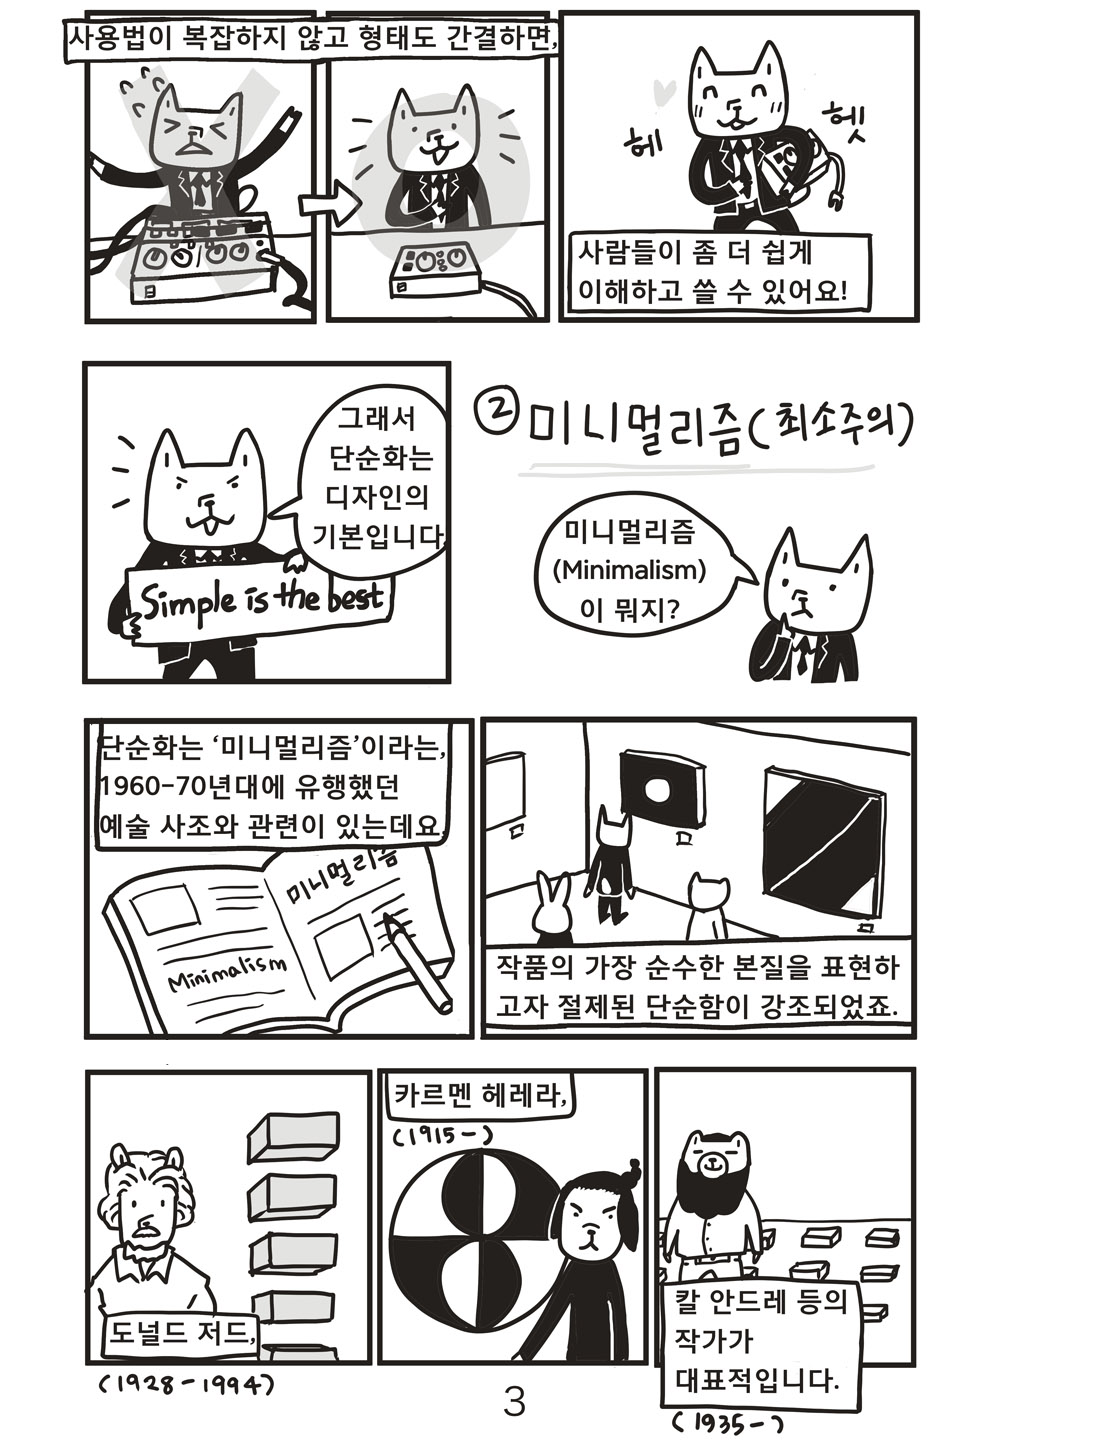 사용법이 복잡하지 않고 형태도 간결하면,
헤
헷
사람들이 좀 더 쉽게
이해하고 쓸 수 있어요!
그래서
단순화는
디자인의
기본입니다.
Simple is the best
② 미니멀리즘(최소주의)
미니멀리즘
(Minimalism)
이 뭐지?
단순화는 ‘미니멀리즘’이라는,
1960-70년대에 유행했던
예술 사조와 관련이 있는데요.
미니멀리즘
Minimalism
작품의 가장 순수한 본질을 표현하
고자 절제된 단순함이 강조되었죠.
도널드 저드,
(1928-1994)
카르멘 헤레라,
(1915-)
칼 안드레 등의
작가가
대표적입니다.
(1935-)
3